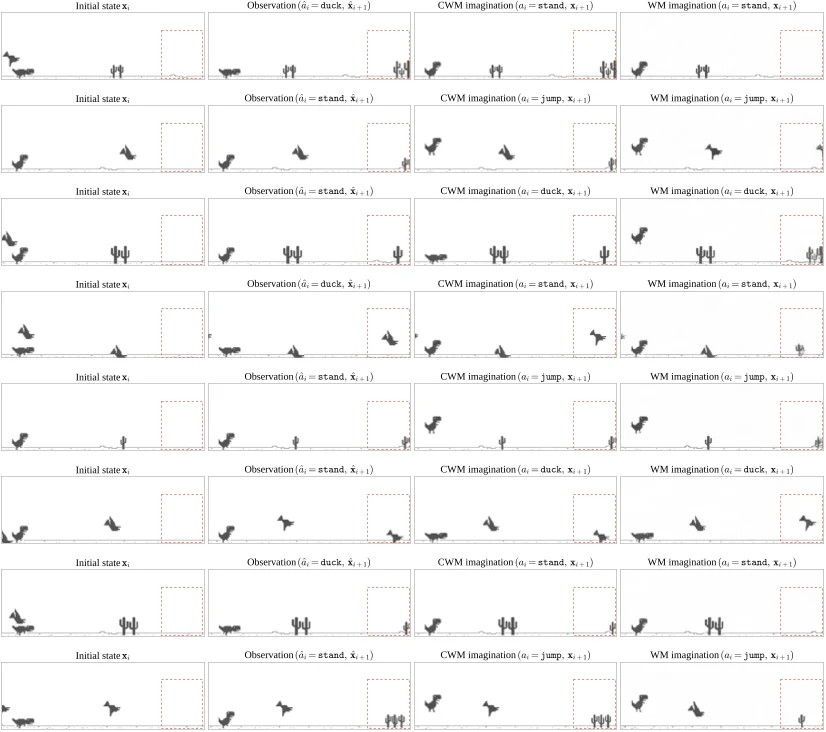 Initial state x_i Observation (â_i = duck, x̂_{i+1}) CWM imagination (a_i = stand, x_{i+1}) WM imagination (a_i = stand, x_{i+1})
Initial state x_i Observation (â_i = stand, x̂_{i+1}) CWM imagination (a_i = jump, x_{i+1}) WM imagination (a_i = jump, x_{i+1})
Initial state x_i Observation (â_i = stand, x̂_{i+1}) CWM imagination (a_i = duck, x_{i+1}) WM imagination (a_i = duck, x_{i+1})
Initial state x_i Observation (â_i = duck, x̂_{i+1}) CWM imagination (a_i = stand, x_{i+1}) WM imagination (a_i = stand, x_{i+1})
Initial state x_i Observation (â_i = stand, x̂_{i+1}) CWM imagination (a_i = jump, x_{i+1}) WM imagination (a_i = jump, x_{i+1})
Initial state x_i Observation (â_i = stand, x̂_{i+1}) CWM imagination (a_i = duck, x_{i+1}) WM imagination (a_i = duck, x_{i+1})
Initial state x_i Observation (â_i = duck, x̂_{i+1}) CWM imagination (a_i = stand, x_{i+1}) WM imagination (a_i = stand, x_{i+1})
Initial state x_i Observation (â_i = stand, x̂_{i+1}) CWM imagination (a_i = jump, x_{i+1}) WM imagination (a_i = jump, x_{i+1})